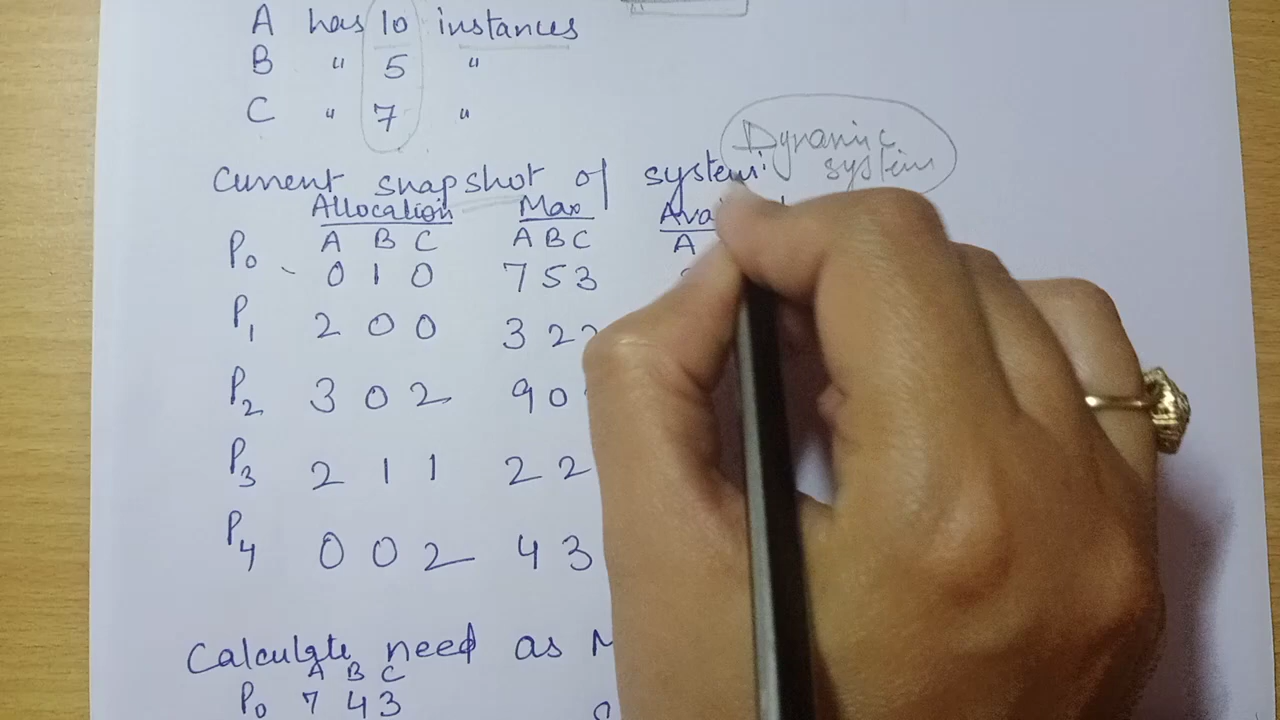 A has 10 instances
B " 5 "
C " 7 "
Dynamic system
Current snapshot of system:
Allocation Max
A B C A B C A
P0 0 1 0 7 5 3
P1 2 0 0 3 2 2
P2 3 0 2 9 0
P3 2 1 1 2 2
P4 0 0 2 4 3
Calculate need as
A B C
P0 7 4 3